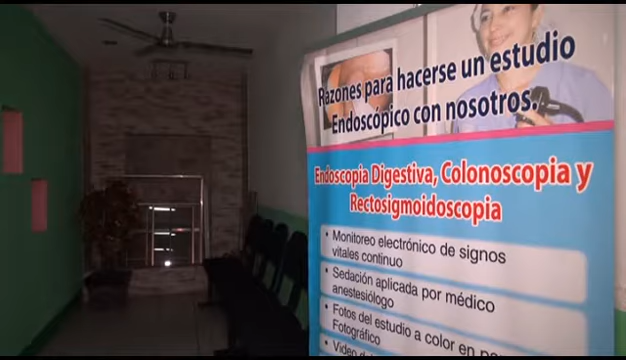 Razones para hacerse un estudio
Endoscópico con nosotros.
Endoscopia Digestiva, Colonoscopia y
Rectosigmoidoscopia
• Monitoreo electrónico de signos
vitales continuo
• Sedación aplicada por médico
anestesiólogo
• Fotos del estudio a color en
Fotográfico
• Video